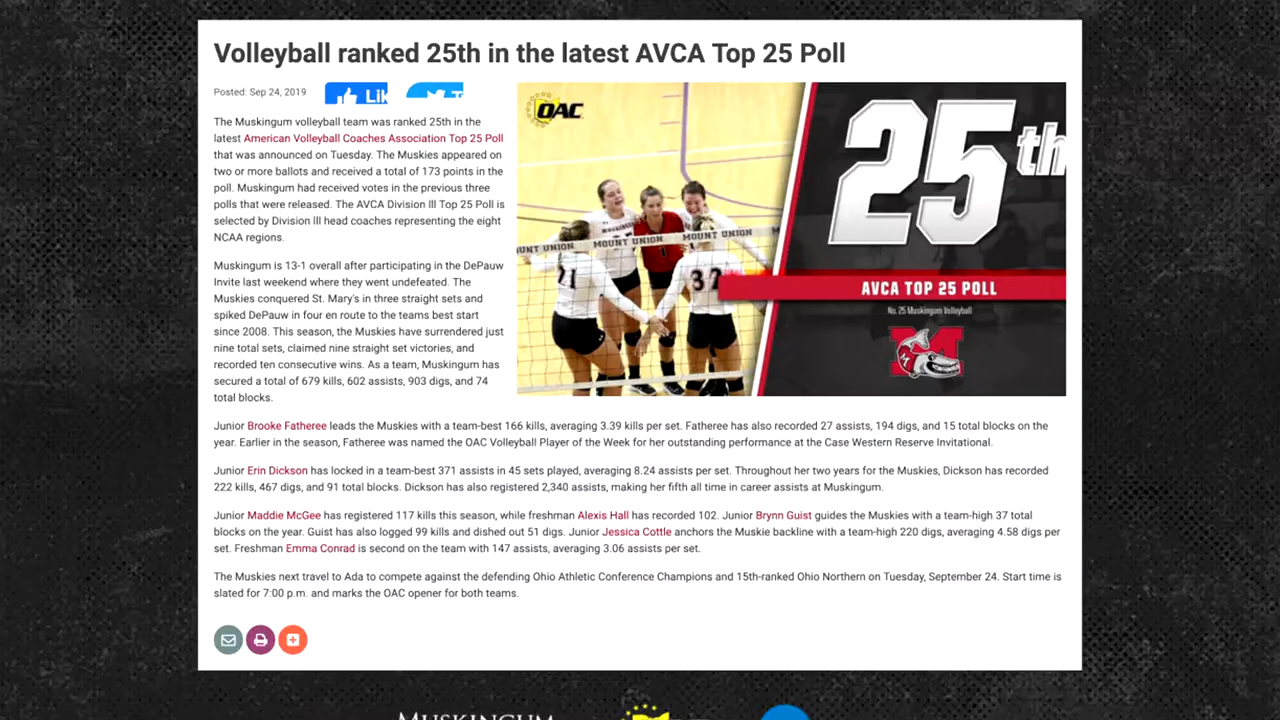 Volleyball ranked 25th in the latest AVCA Top 25 Poll
Posted: Sep 24, 2019
Lik
The Muskingum volleyball team was ranked 25th in the
latest American Volleyball Coaches Association Top 25 Poll
that was announced on Tuesday. The Muskies appeared on
two or more ballots and received a total of 173 points in the
poll. Muskingum had received votes in the previous three
polls that were released. The AVCA Division III Top 25 Poll is
selected by Division III head coaches representing the eight
NCAA regions.
Muskingum is 13-1 overall after participating in the DePauw
Invite last weekend where they went undefeated. The
Muskies conquered St. Mary's in three straight sets and
spiked DePauw in four en route to the teams best start
since 2008. This season, the Muskies have surrendered just
nine total sets, claimed nine straight set victories, and
recorded ten consecutive wins. As a team, Muskingum has
secured a total of 679 kills, 602 assists, 903 digs, and 74
total blocks.
OAC
25th
UNT UNION
MOUNT UNION
MOUNT UNION
21
1
32
AVCA TOP 25 POLL
No. 25 Muskingum Volleyball
M
Junior Brooke Fatheree leads the Muskies with a team-best 166 kills, averaging 3.39 kills per set. Fatheree has also recorded 27 assists, 194 digs, and 15 total blocks on the
year. Earlier in the season, Fatheree was named the OAC Volleyball Player of the Week for her outstanding performance at the Case Western Reserve Invitational.
Junior Erin Dickson has locked in a team-best 371 assists in 45 sets played, averaging 8.24 assists per set. Throughout her two years for the Muskies, Dickson has recorded
222 kills, 467 digs, and 91 total blocks. Dickson has also registered 2,340 assists, making her fifth all time in career assists at Muskingum.
Junior Maddie McGee has registered 117 kills this season, while freshman Alexis Hall has recorded 102. Junior Brynn Guist guides the Muskies with a team-high 37 total
blocks on the year. Guist has also logged 99 kills and dished out 51 digs. Junior Jessica Cottle anchors the Muskie backline with a team-high 220 digs, averaging 4.58 digs per
set. Freshman Emma Conrad is second on the team with 147 assists, averaging 3.06 assists per set.
The Muskies next travel to Ada to compete against the defending Ohio Athletic Conference Champions and 15th-ranked Ohio Northern on Tuesday, September 24. Start time is
slated for 7:00 p.m. and marks the OAC opener for both teams.
MUSKINGUM